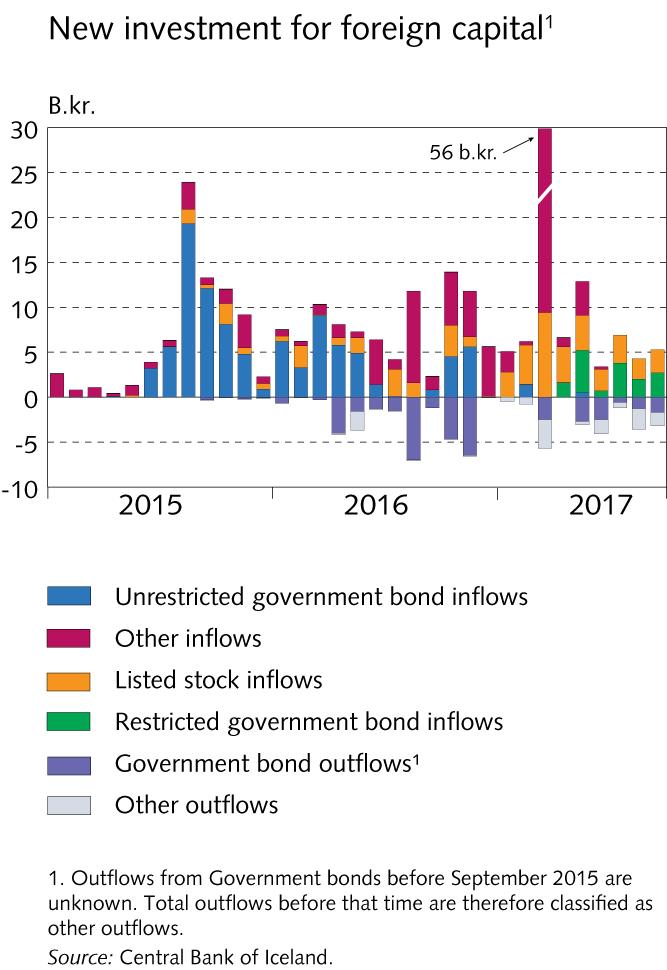 New investment for foreign capital¹
B.kr.
30
56 b.kr.
25
20
15
10
5
0
-5
-10
2015 2016 2017
Unrestricted government bond inflows
Other inflows
Listed stock inflows
Restricted government bond inflows
Government bond outflows¹
Other outflows
1. Outflows from Government bonds before September 2015 are
unknown. Total outflows before that time are therefore classified as
other outflows.
Source: Central Bank of Iceland.